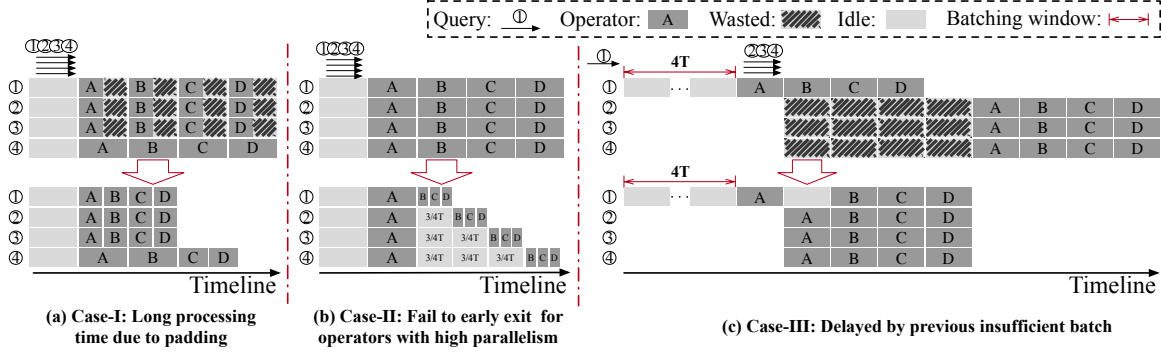 Query: ① Operator: A Wasted: Idle: Batching window:
①②③④
① A B C D
② A B C D
③ A B C D
④ A B C D
① A B C D
② A B C D
③ A B C D
④ A B C D
Timeline
(a) Case-I: Long processing
time due to padding
①②③④
① A B C D
② A B C D
③ A B C D
④ A B C D
① A B C D
② A 3/4T B C D
③ A 3/4T 3/4T B C D
④ A 3/4T 3/4T 3/4T B C D
Timeline
(b) Case-II: Fail to early exit for
operators with high parallelism
① 4T ②③④
① ··· A B C D
② A B C D
③ A B C D
④ A B C D
4T
① ··· A B C D
② A B C D
③ A B C D
④ A B C D
Timeline
(c) Case-III: Delayed by previous insufficient batch